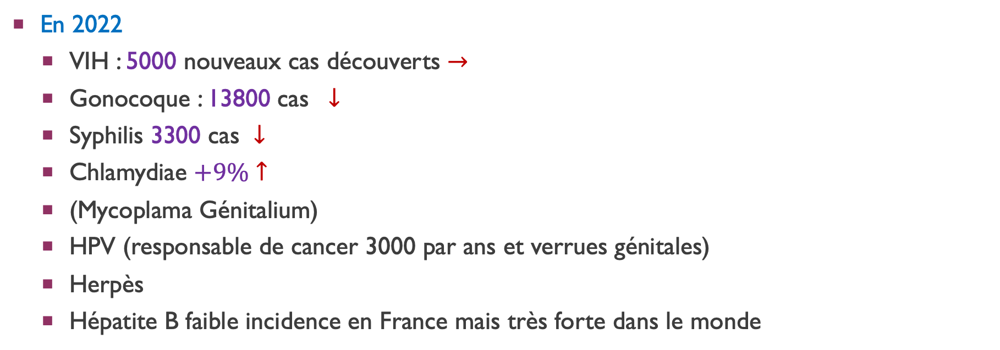 ▪ En 2022
▪ VIH : 5000 nouveaux cas découverts →
▪ Gonocoque : 13800 cas ↓
▪ Syphilis 3300 cas ↓
▪ Chlamydiae +9% ↑
▪ (Mycoplama Génitalium)
▪ HPV (responsable de cancer 3000 par ans et verrues génitales)
▪ Herpès
▪ Hépatite B faible incidence en France mais très forte dans le monde